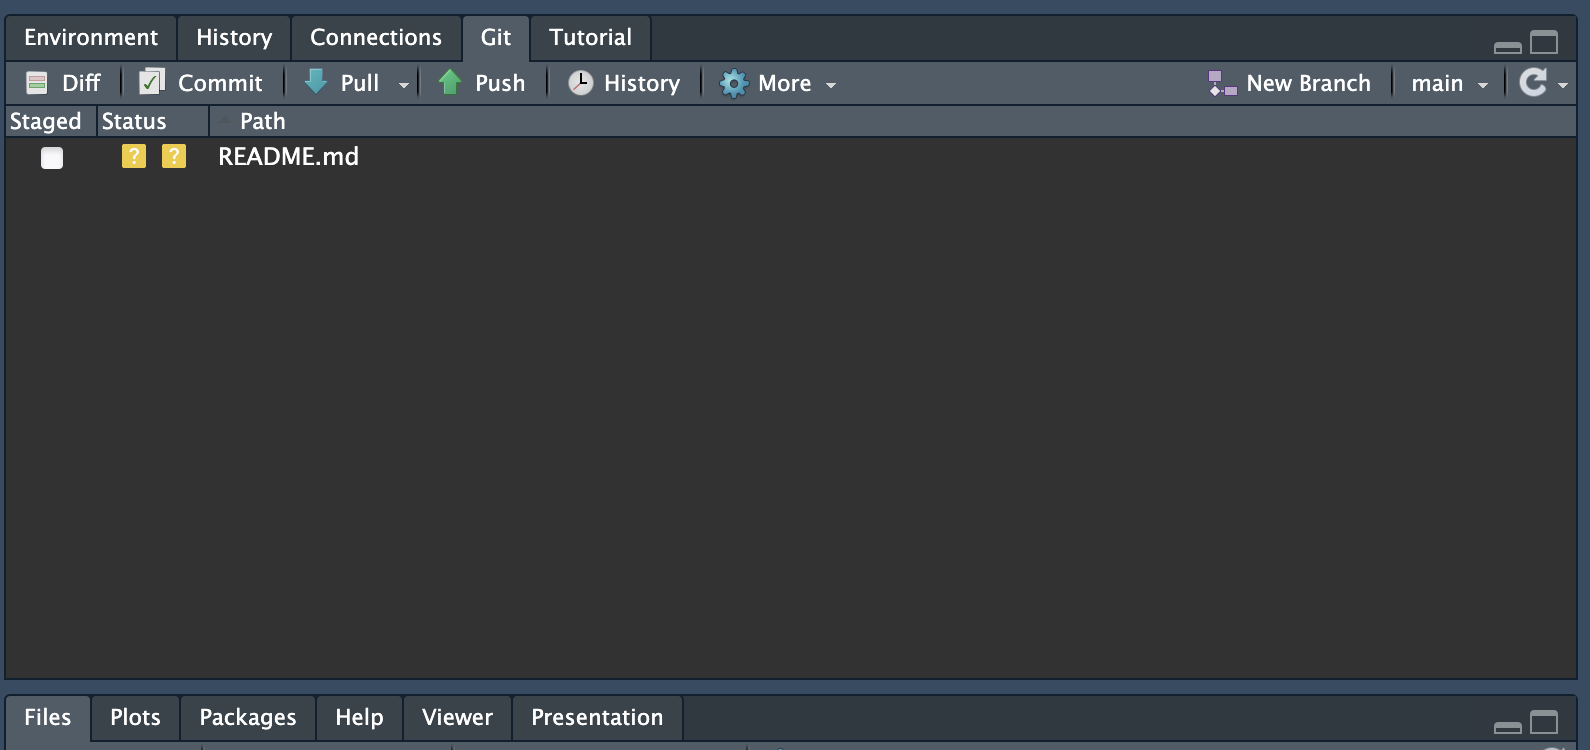 Environment History Connections Git Tutorial
Diff Commit Pull Push History More New Branch main
Staged Status Path
? ? README.md
Files Plots Packages Help Viewer Presentation